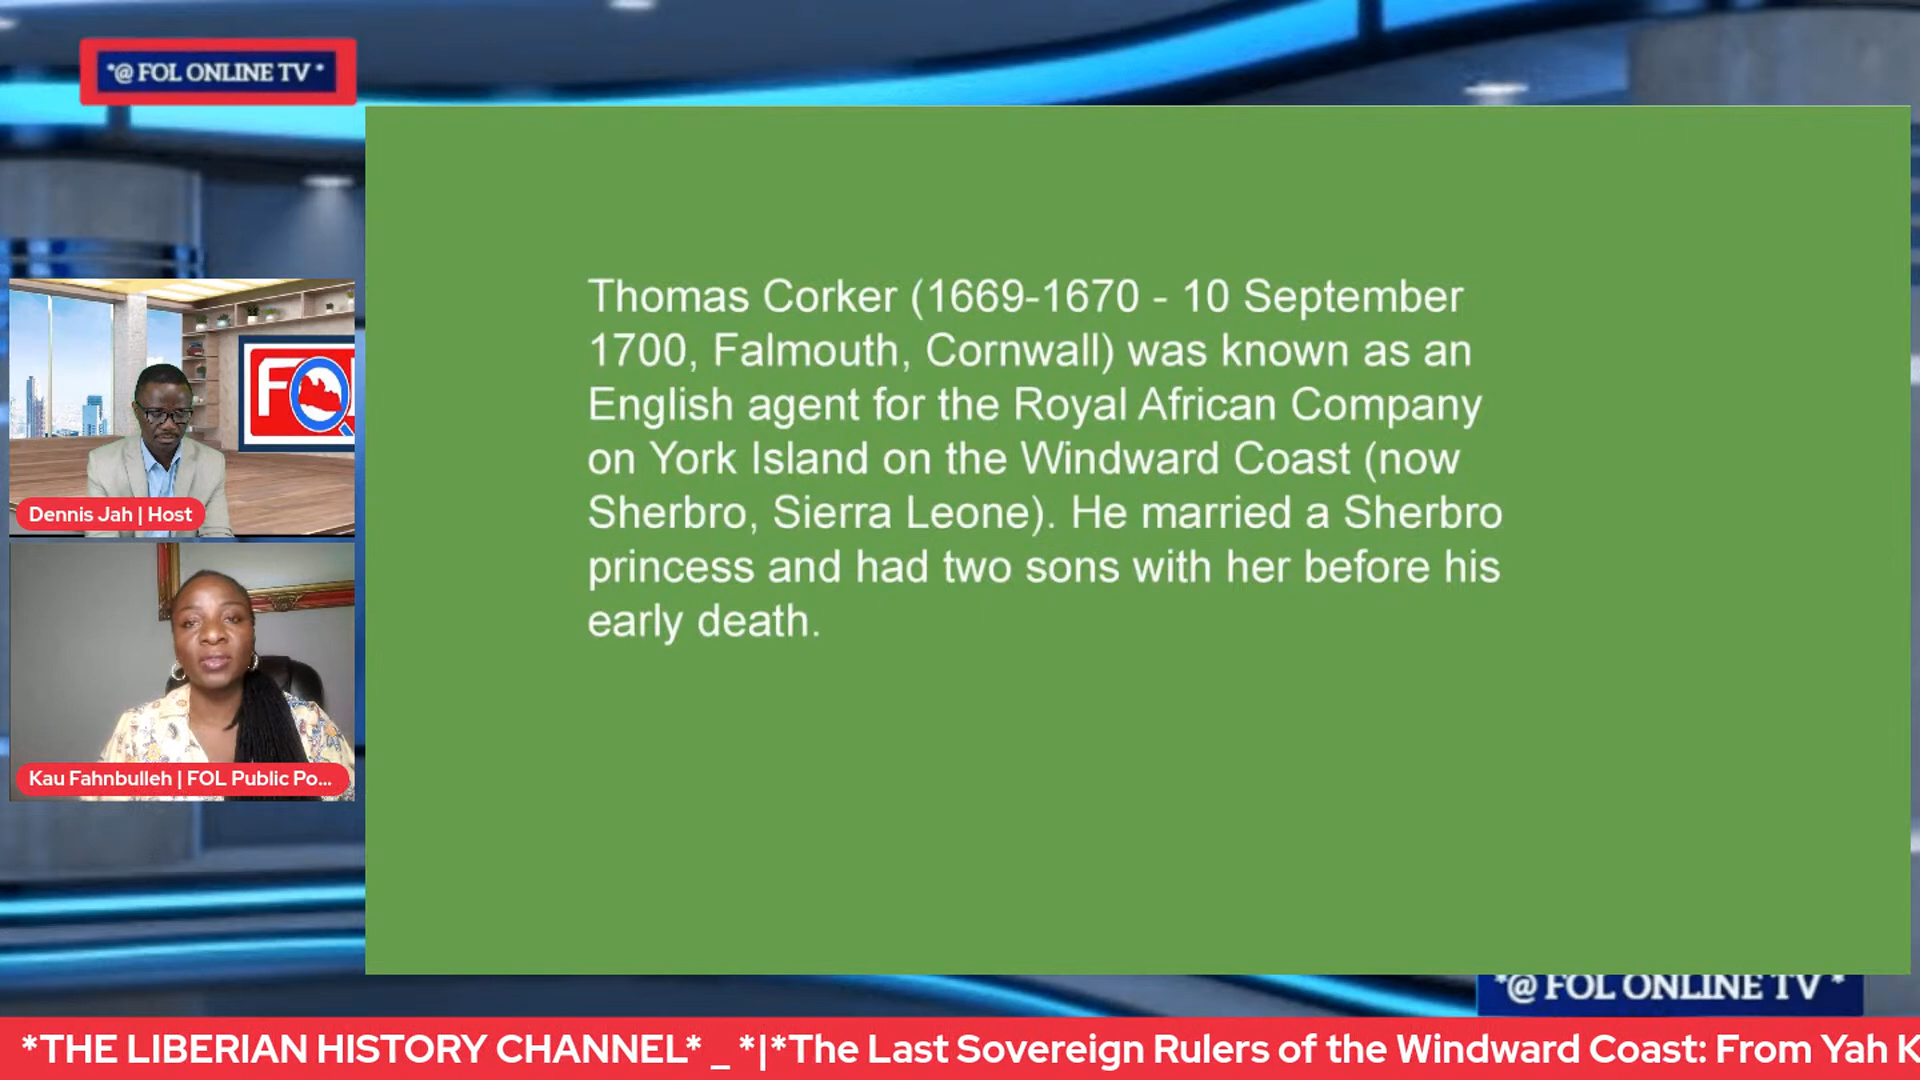 *@ FOL ONLINE TV *
Thomas Corker (1669-1670 - 10 September
1700, Falmouth, Cornwall) was known as an
English agent for the Royal African Company
on York Island on the Windward Coast (now
Sherbro, Sierra Leone). He married a Sherbro
princess and had two sons with her before his
early death.
Dennis Jah | Host
Kau Fahnbulleh | FOL Public Po...
*@ FOL ONLINE TV *
*THE LIBERIAN HISTORY CHANNEL* _ *|*The Last Sovereign Rulers of the Windward Coast: From Yah K